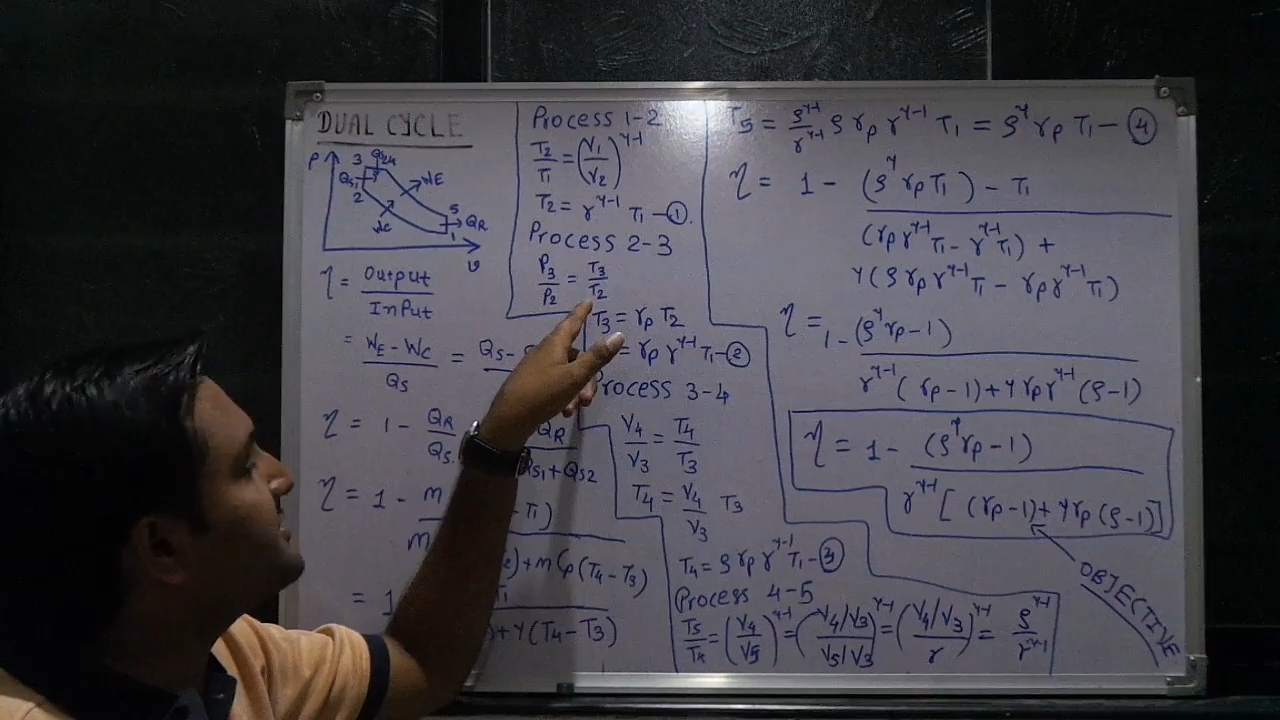 DUAL CYCLE
P
3 QS2 4
QS1
WE
2
WC
5
QR
1
v
η = Output / InPut
= WE - WC / QS = QS -
η = 1 - QR / QS
QR / QS1 + QS2
η = 1 - m - T1)
m ) + m Cp (T4 - T3)
= 1 T1
) + γ (T4 - T3)
Process 1-2
T2/T1 = (V1/V2)^γ-1
T2 = r^γ-1 T1 — ①.
Process 2-3
P3/P2 = T3/T2
T3 = rp T2
= rp r^γ-1 T1 — ②
Process 3-4
V4/V3 = T4/T3
T4 = V4/V3 T3
T4 = ρ rp r^γ-1 T1 — ③
Process 4-5
T5/T4 = (V4/V5)^γ-1 = (V4/V3 / V5/V3)^γ-1 = (V4/V3 / r)^γ-1 = ρ^γ-1 / r^γ-1
T5 = ρ^γ-1 / r^γ-1 ρ rp r^γ-1 T1 = ρ^γ rp T1 — ④
η = 1 - (ρ^γ rp T1) - T1
(rp r^γ-1 T1 - r^γ-1 T1) +
γ (ρ rp r^γ-1 T1 - rp r^γ-1 T1)
η = 1 - (ρ^γ rp - 1)
r^γ-1 (rp - 1) + γ rp r^γ-1 (ρ - 1)
η = 1 - (ρ^γ rp - 1)
r^γ-1 [(rp - 1) + γ rp (ρ - 1)]
OBJECTIVE